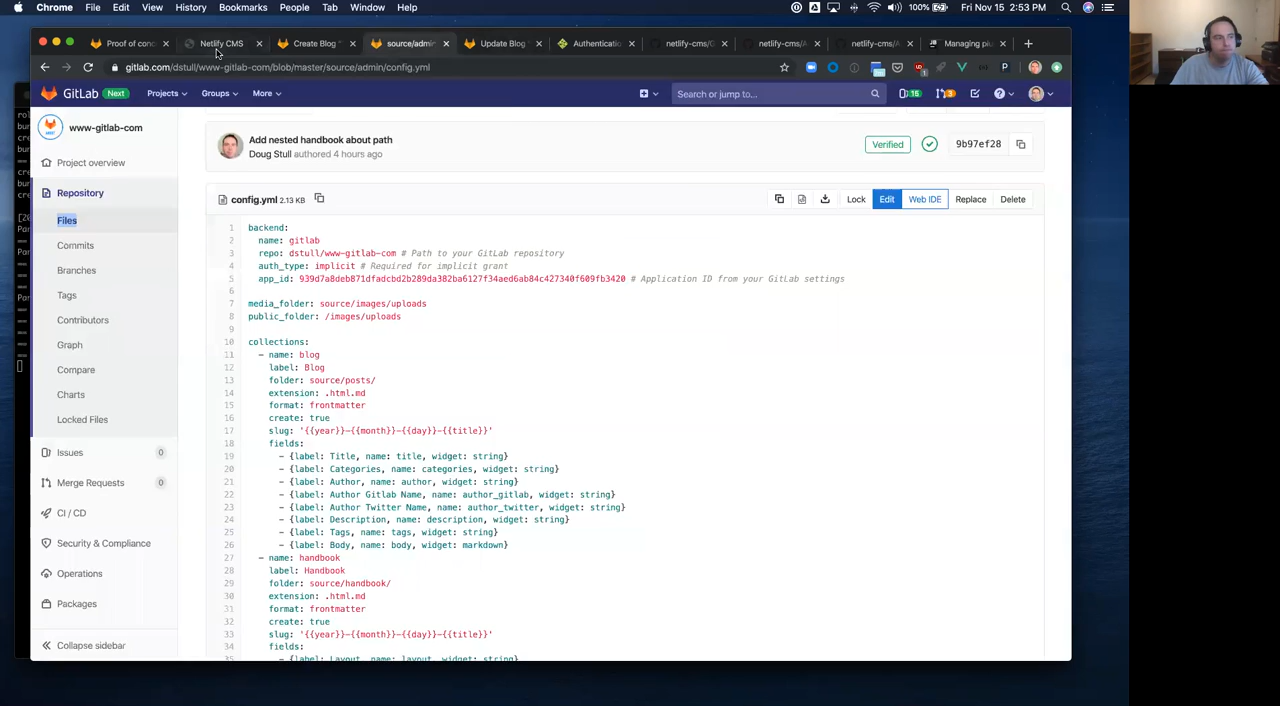 Chrome File Edit View History Bookmarks People Tab Window Help 100% Fri Nov 15 2:53 PM
Proof of conc Netlify CMS Create Blog " source/admin Update Blog Authenticatio netlify-cms/G netlify-cms/A netlify-cms/A Managing plu
gitlab.com/dstull/www-gitlab-com/blob/master/source/admin/config.yml
GitLab Next Projects Groups More Search or jump to... 15 3
www-gitlab-com
Project overview
Repository
Files
Commits
Branches
Tags
Contributors
Graph
Compare
Charts
Locked Files
Issues 0
Merge Requests 0
CI / CD
Security & Compliance
Operations
Packages
Collapse sidebar
Add nested handbook about path
Doug Stull authored 4 hours ago
Verified 9b97ef28
config.yml 2.13 KB Lock Edit Web IDE Replace Delete
1 backend:
2 name: gitlab
3 repo: dstull/www-gitlab-com # Path to your GitLab repository
4 auth_type: implicit # Required for implicit grant
5 app_id: 939d7a8deb871dfadcbd2b289da382ba6127f34aed6ab84c427340f609fb3420 # Application ID from your GitLab settings
6
7 media_folder: source/images/uploads
8 public_folder: /images/uploads
9
10 collections:
11 - name: blog
12 label: Blog
13 folder: source/posts/
14 extension: .html.md
15 format: frontmatter
16 create: true
17 slug: '{{year}}-{{month}}-{{day}}-{{title}}'
18 fields:
19 - {label: Title, name: title, widget: string}
20 - {label: Categories, name: categories, widget: string}
21 - {label: Author, name: author, widget: string}
22 - {label: Author Gitlab Name, name: author_gitlab, widget: string}
23 - {label: Author Twitter Name, name: author_twitter, widget: string}
24 - {label: Description, name: description, widget: string}
25 - {label: Tags, name: tags, widget: string}
26 - {label: Body, name: body, widget: markdown}
27 - name: handbook
28 label: Handbook
29 folder: source/handbook/
30 extension: .html.md
31 format: frontmatter
32 create: true
33 slug: '{{year}}-{{month}}-{{day}}-{{title}}'
34 fields:
35 - {label: Layout, name: layout, widget: string}